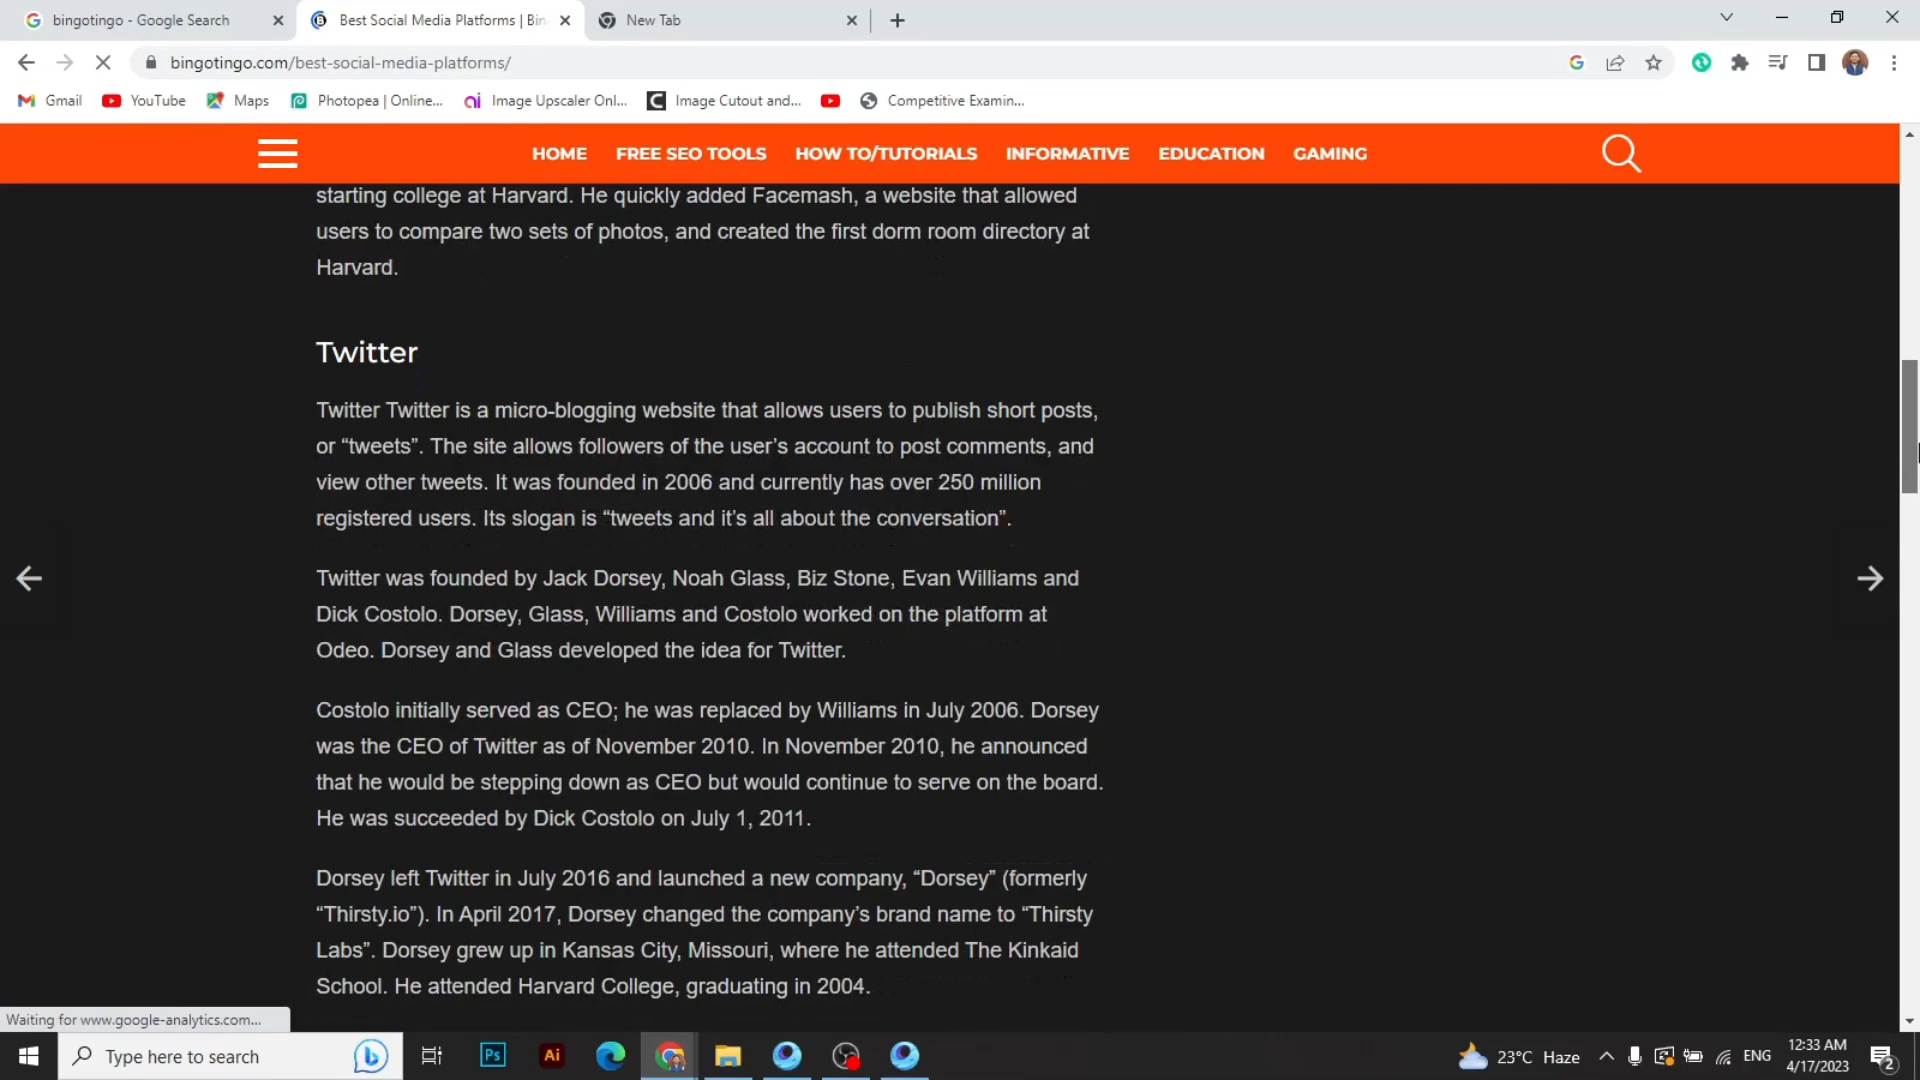 bingotingo - Google Search
Best Social Media Platforms | Bin
New Tab
bingotingo.com/best-social-media-platforms/
Gmail
YouTube
Maps
Photopea | Online...
Image Upscaler Onl...
Image Cutout and...
Competitive Examin...
HOME
FREE SEO TOOLS
HOW TO/TUTORIALS
INFORMATIVE
EDUCATION
GAMING
starting college at Harvard. He quickly added Facemash, a website that allowed
users to compare two sets of photos, and created the first dorm room directory at
Harvard.
Twitter
Twitter Twitter is a micro-blogging website that allows users to publish short posts,
or “tweets”. The site allows followers of the user’s account to post comments, and
view other tweets. It was founded in 2006 and currently has over 250 million
registered users. Its slogan is “tweets and it’s all about the conversation”.
Twitter was founded by Jack Dorsey, Noah Glass, Biz Stone, Evan Williams and
Dick Costolo. Dorsey, Glass, Williams and Costolo worked on the platform at
Odeo. Dorsey and Glass developed the idea for Twitter.
Costolo initially served as CEO; he was replaced by Williams in July 2006. Dorsey
was the CEO of Twitter as of November 2010. In November 2010, he announced
that he would be stepping down as CEO but would continue to serve on the board.
He was succeeded by Dick Costolo on July 1, 2011.
Dorsey left Twitter in July 2016 and launched a new company, “Dorsey” (formerly
“Thirsty.io”). In April 2017, Dorsey changed the company’s brand name to “Thirsty
Labs”. Dorsey grew up in Kansas City, Missouri, where he attended The Kinkaid
School. He attended Harvard College, graduating in 2004.
Waiting for www.google-analytics.com...
Type here to search
Ps
Ai
23°C Haze
ENG
12:33 AM
4/17/2023
2